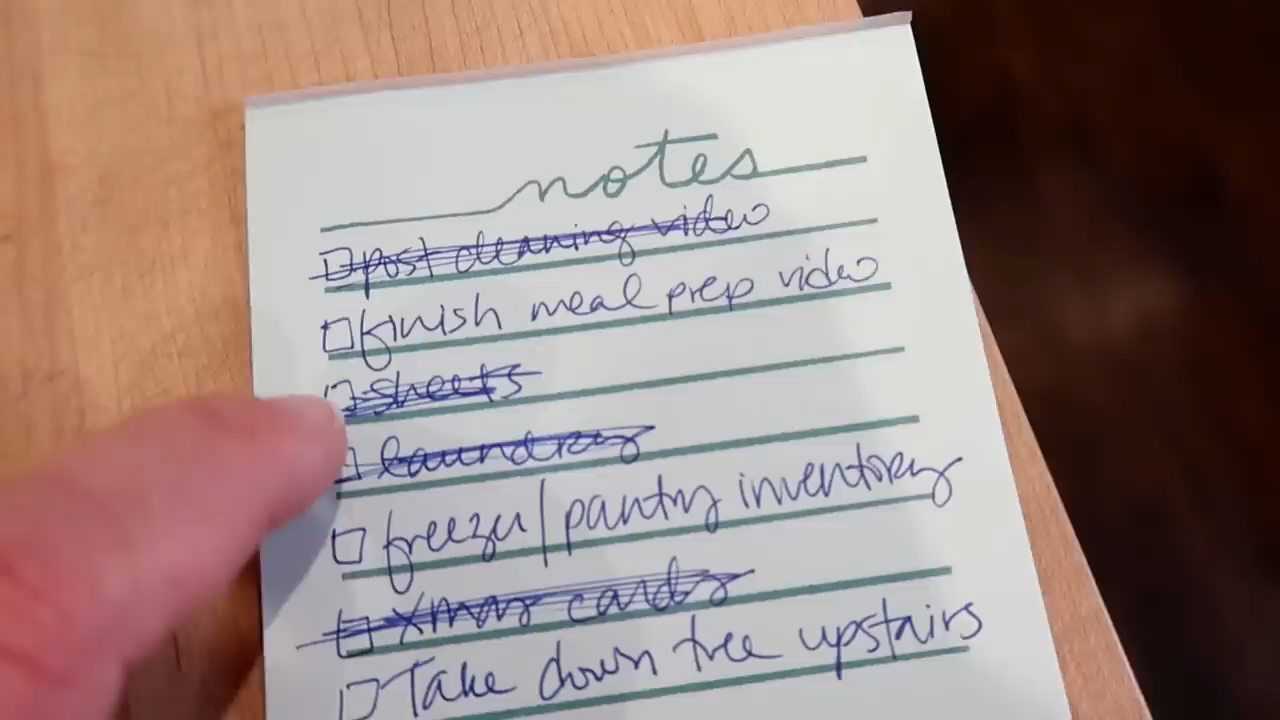 notes
post cleaning video
finish meal prep video
sheets
laundry
freezer/pantry inventory
xmas cards
Take down tree upstairs